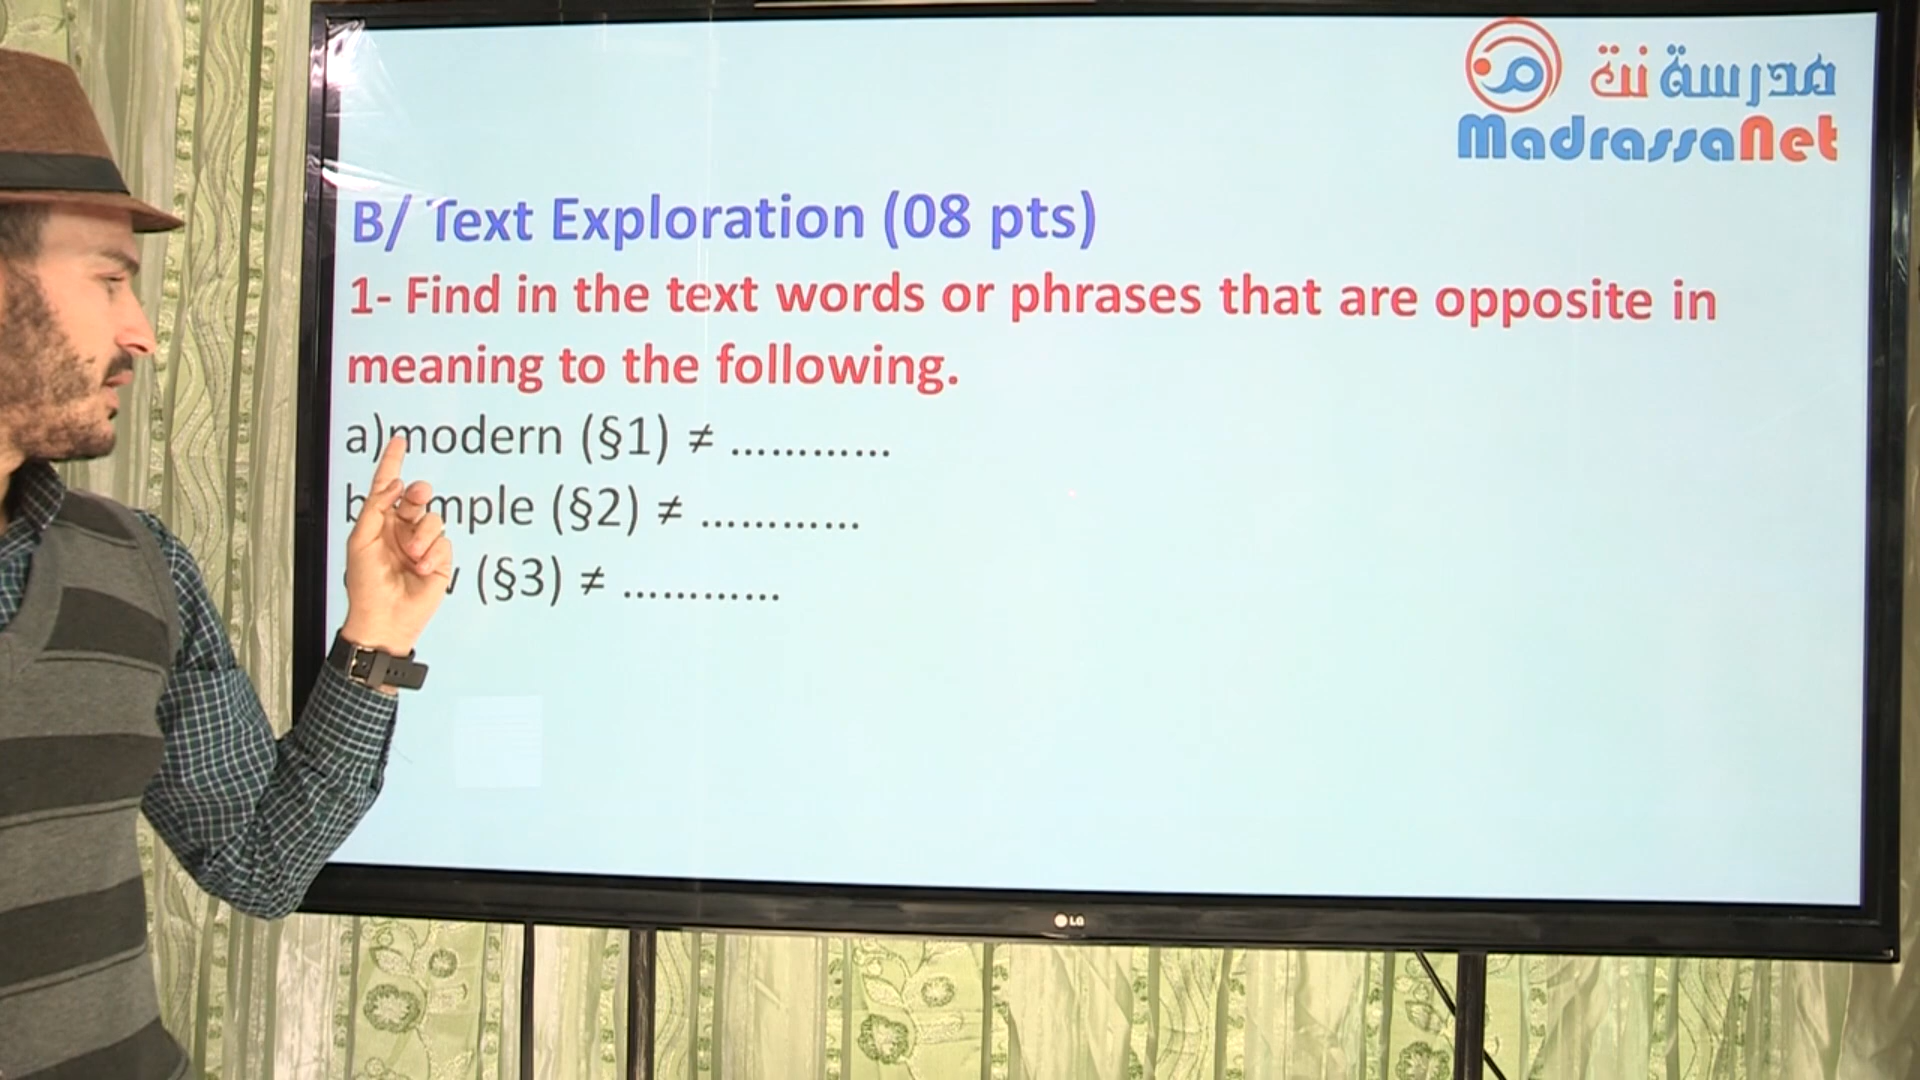 مدرسة نت
MadrassaNet
B/ Text Exploration (08 pts)
1- Find in the text words or phrases that are opposite in
meaning to the following.
a)modern (§1) ≠ ............
b) (§2) ≠ ............
(§3) ≠ ............
LG